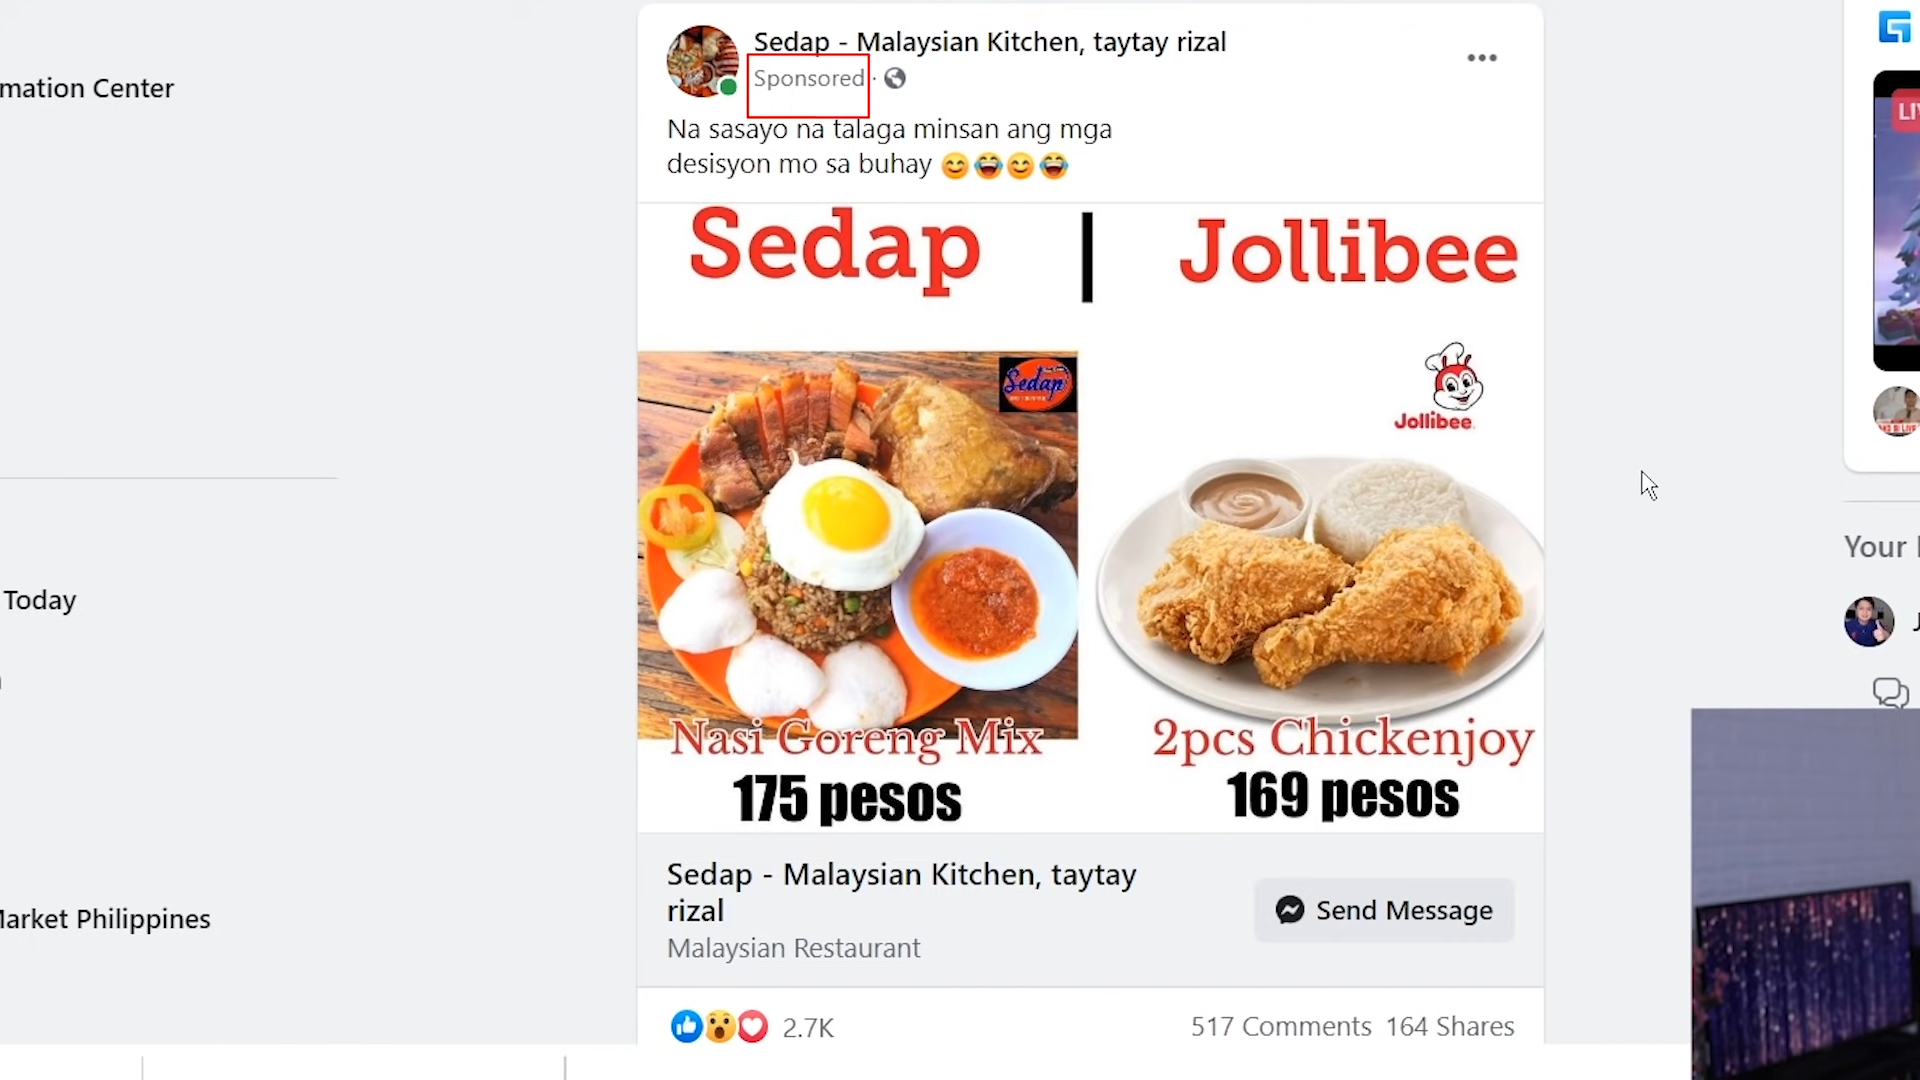 mation Center
Today
Market Philippines
Sedap - Malaysian Kitchen, taytay rizal
Sponsored ·
Na sasayo na talaga minsan ang mga
desisyon mo sa buhay 😊😂😊😂
Sedap | Jollibee
Sedap
Jollibee
Nasi Goreng Mix
175 pesos
2pcs Chickenjoy
169 pesos
Sedap - Malaysian Kitchen, taytay
rizal
Malaysian Restaurant
Send Message
2.7K
517 Comments 164 Shares
LI
Your
J